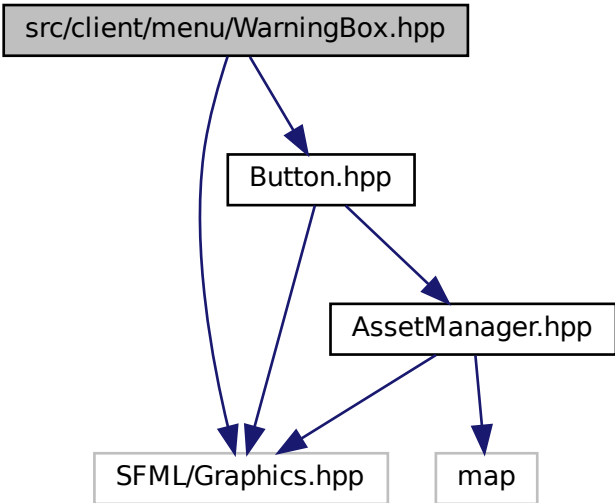 src/client/menu/WarningBox.hpp
Button.hpp
AssetManager.hpp
SFML/Graphics.hpp
map